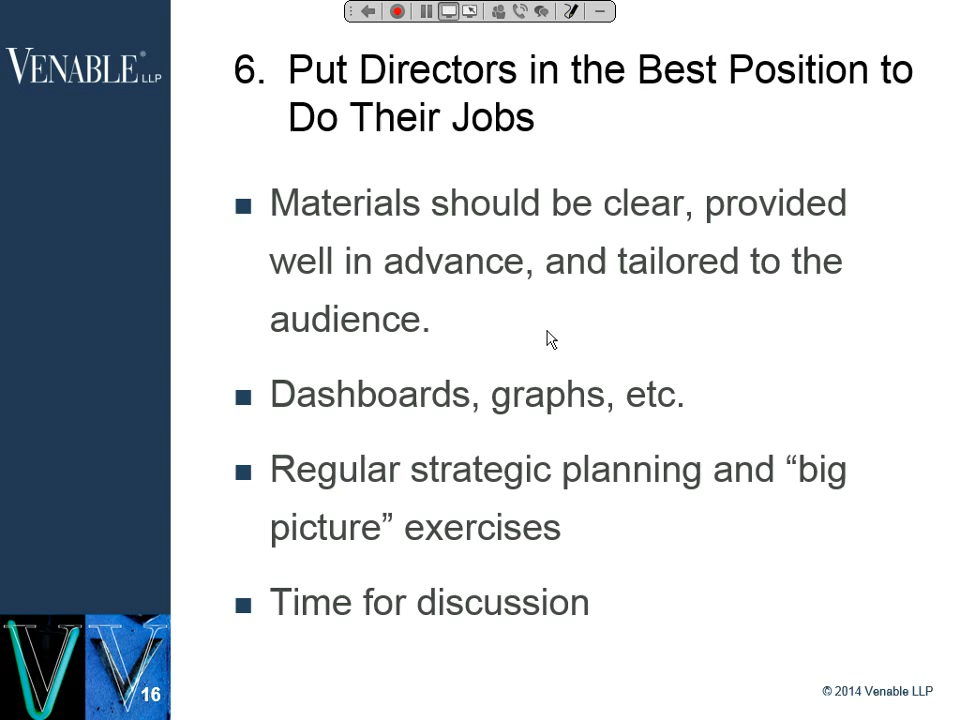 VENABLE® LLP
6. Put Directors in the Best Position to
Do Their Jobs
■ Materials should be clear, provided
well in advance, and tailored to the
audience.
■ Dashboards, graphs, etc.
■ Regular strategic planning and “big
picture” exercises
■ Time for discussion
V V
16
© 2014 Venable LLP